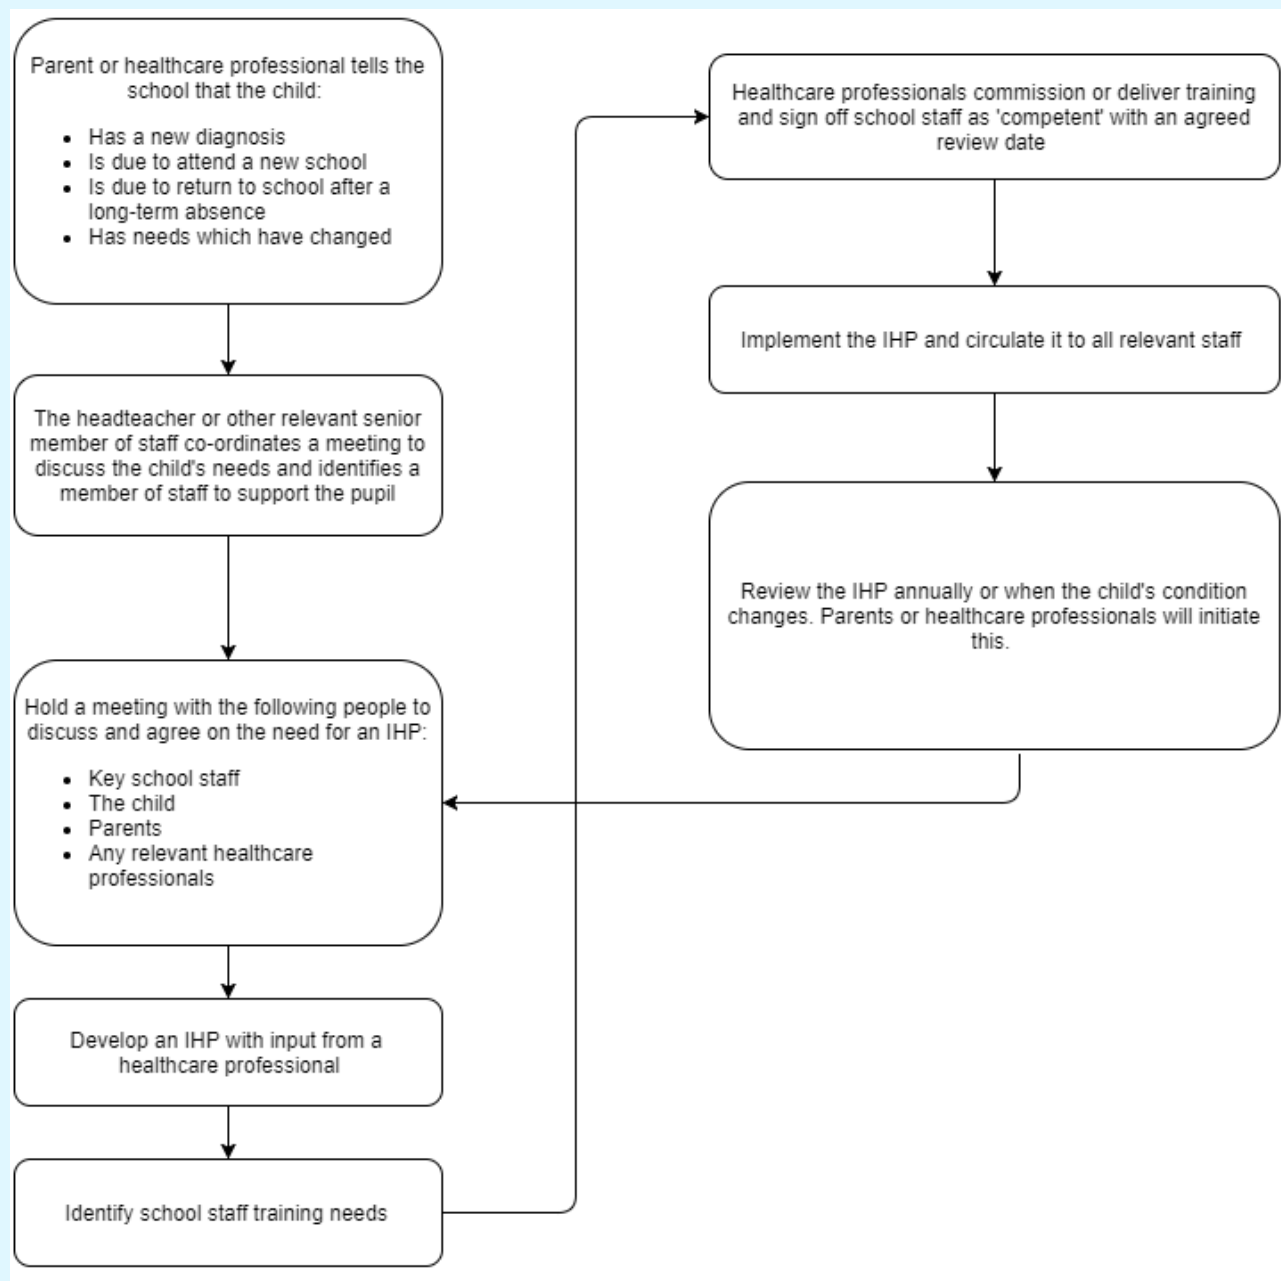 Parent or healthcare professional tells the
school that the child:
• Has a new diagnosis
• Is due to attend a new school
• Is due to return to school after a
long-term absence
• Has needs which have changed
The headteacher or other relevant senior
member of staff co-ordinates a meeting to
discuss the child's needs and identifies a
member of staff to support the pupil
Hold a meeting with the following people to
discuss and agree on the need for an IHP:
• Key school staff
• The child
• Parents
• Any relevant healthcare
professionals
Develop an IHP with input from a
healthcare professional
Identify school staff training needs
Healthcare professionals commission or deliver training
and sign off school staff as 'competent' with an agreed
review date
Implement the IHP and circulate it to all relevant staff
Review the IHP annually or when the child's condition
changes. Parents or healthcare professionals will initiate
this.